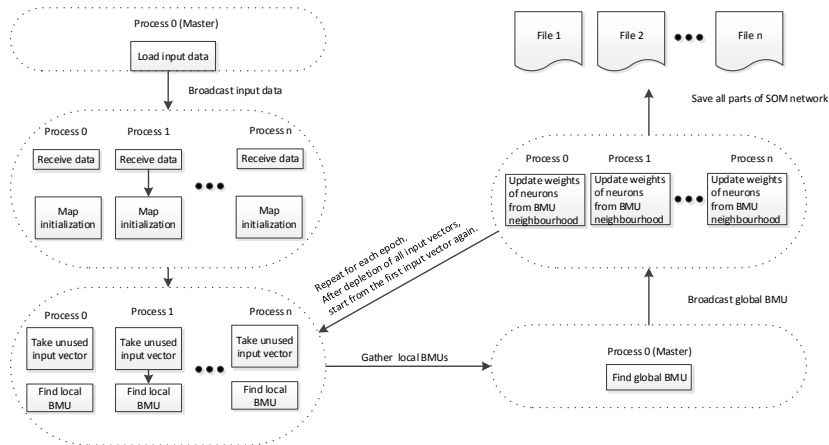 Process 0 (Master)
Load input data
Broadcast input data
Process 0
Process 1
Process n
Receive data
Receive data
Receive data
Map
initialization
Map
initialization
Map
initialization
Process 0
Process 1
Process n
Take unused
input vector
Take unused
input vector
Take unused
input vector
Find local
BMU
Find local
BMU
Find local
BMU
Gather local BMUs
Process 0 (Master)
Find global BMU
Broadcast global BMU
Process 0
Process 1
Process n
Update weights
of neurons
from BMU
neighbourhood
Update weights
of neurons
from BMU
neighbourhood
Update weights
of neurons
from BMU
neighbourhood
Repeat for each epoch.
After depletion of all input vectors,
start from the first input vector again.
Save all parts of SOM network
File 1
File 2
File n